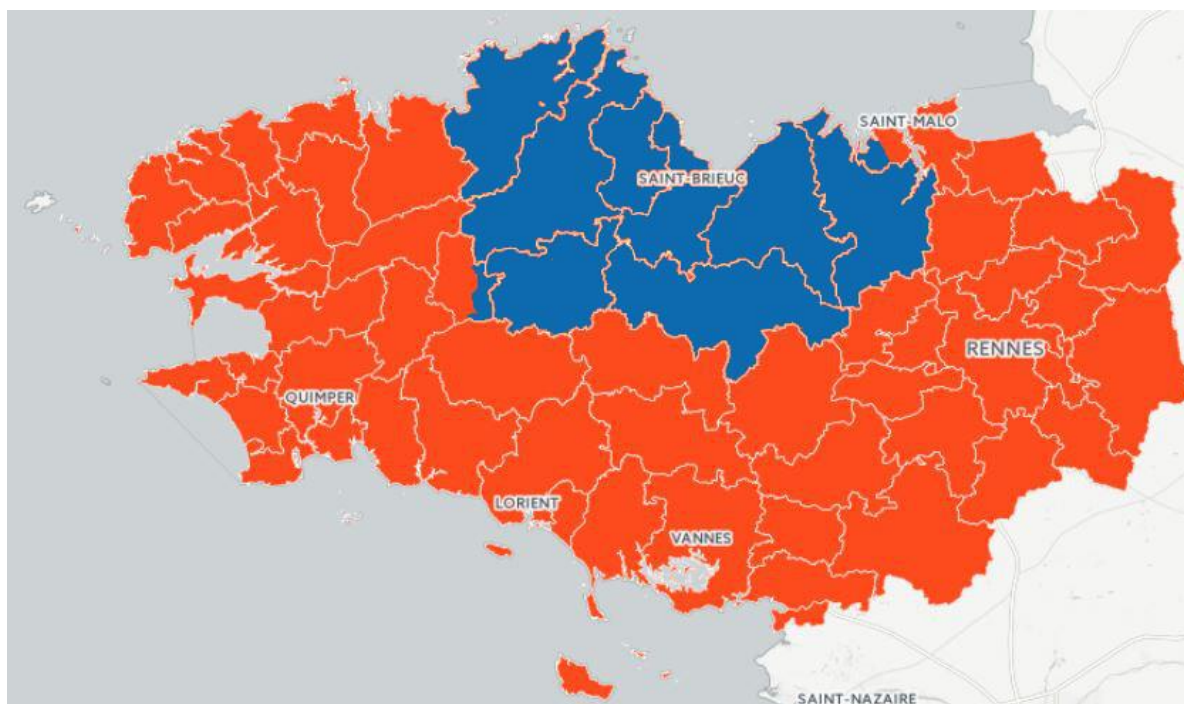 SAINT-MALO
SAINT-BRIEUC
RENNES
QUIMPER
LORIENT
VANNES
SAINT-NAZAIRE